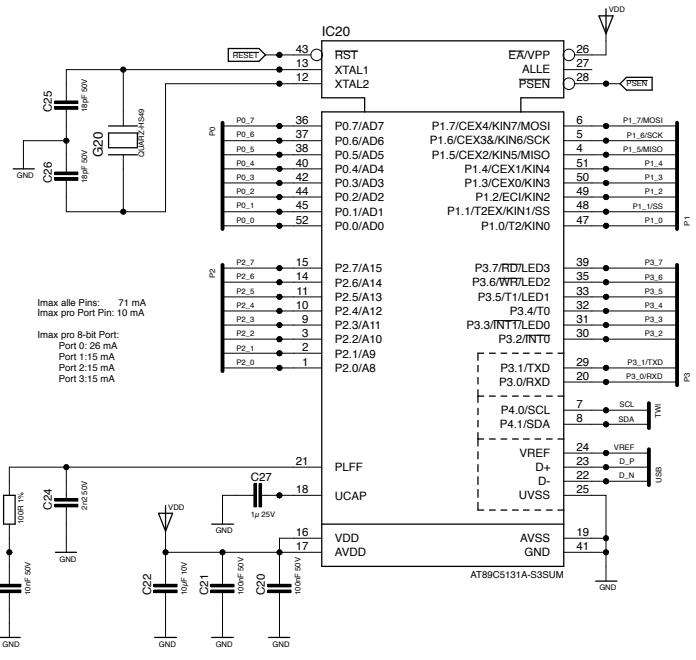 IC20
VDD
RESET
43
RST
EA/VPP
26
13
XTAL1
ALLE
27
12
XTAL2
PSEN
28
PSEN
C25
18pF 50V
G20
QUARZ-HS49
GND
C26
18pF 50V
GND
P0
P0_7
36
P0.7/AD7
P1.7/CEX4/KIN7/MOSI
6
P1_7/MOSI
P0_6
37
P0.6/AD6
P1.6/CEX3&/KIN6/SCK
5
P1_6/SCK
P0_5
38
P0.5/AD5
P1.5/CEX2/KIN5/MISO
4
P1_5/MISO
P0_4
40
P0.4/AD4
P1.4/CEX1/KIN4
51
P1_4
P0_3
42
P0.3/AD3
P1.3/CEX0/KIN3
50
P1_3
P0_2
44
P0.2/AD2
P1.2/ECI/KIN2
49
P1_2
P0_1
45
P0.1/AD1
P1.1/T2EX/KIN1/SS
48
P1_1/SS
P0_0
52
P0.0/AD0
P1.0/T2/KIN0
47
P1_0
P1
P2
P2_7
15
P2.7/A15
P3.7/RD/LED3
39
P3_7
P2_6
14
P2.6/A14
P3.6/WR/LED2
35
P3_6
P2_5
11
P2.5/A13
P3.5/T1/LED1
33
P3_5
P2_4
10
P2.4/A12
P3.4/T0
32
P3_4
P2_3
9
P2.3/A11
P3.3/INT1/LED0
31
P3_3
P2_2
3
P2.2/A10
P3.2/INT0
30
P3_2
P2_1
2
P2.1/A9
P2_0
1
P2.0/A8
P3.1/TXD
29
P3_1/TXD
P3.0/RXD
20
P3_0/RXD
P3
Imax alle Pins: 71 mA
Imax pro Port Pin: 10 mA
Imax pro 8-bit Port:
Port 0: 26 mA
Port 1:15 mA
Port 2:15 mA
Port 3:15 mA
P4.0/SCL
7
SCL
P4.1/SDA
8
SDA
TWI
VREF
24
VREF
D+
23
D_P
D-
22
D_N
UVSS
25
USB
21
PLFF
C27
1µ 25V
18
UCAP
GND
100R 1%
C24
2n2 50V
GND
10nF 50V
GND
VDD
16
VDD
17
AVDD
AVSS
19
GND
41
AT89C5131A-S3SUM
GND
C22
10µF 10V
GND
C21
100nF 50V
GND
C20
100nF 50V
GND